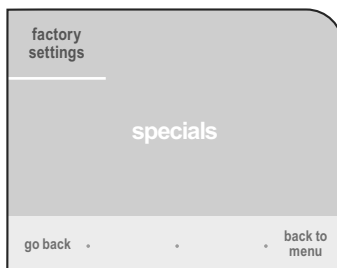 factory
settings
specials
go back
back to
menu